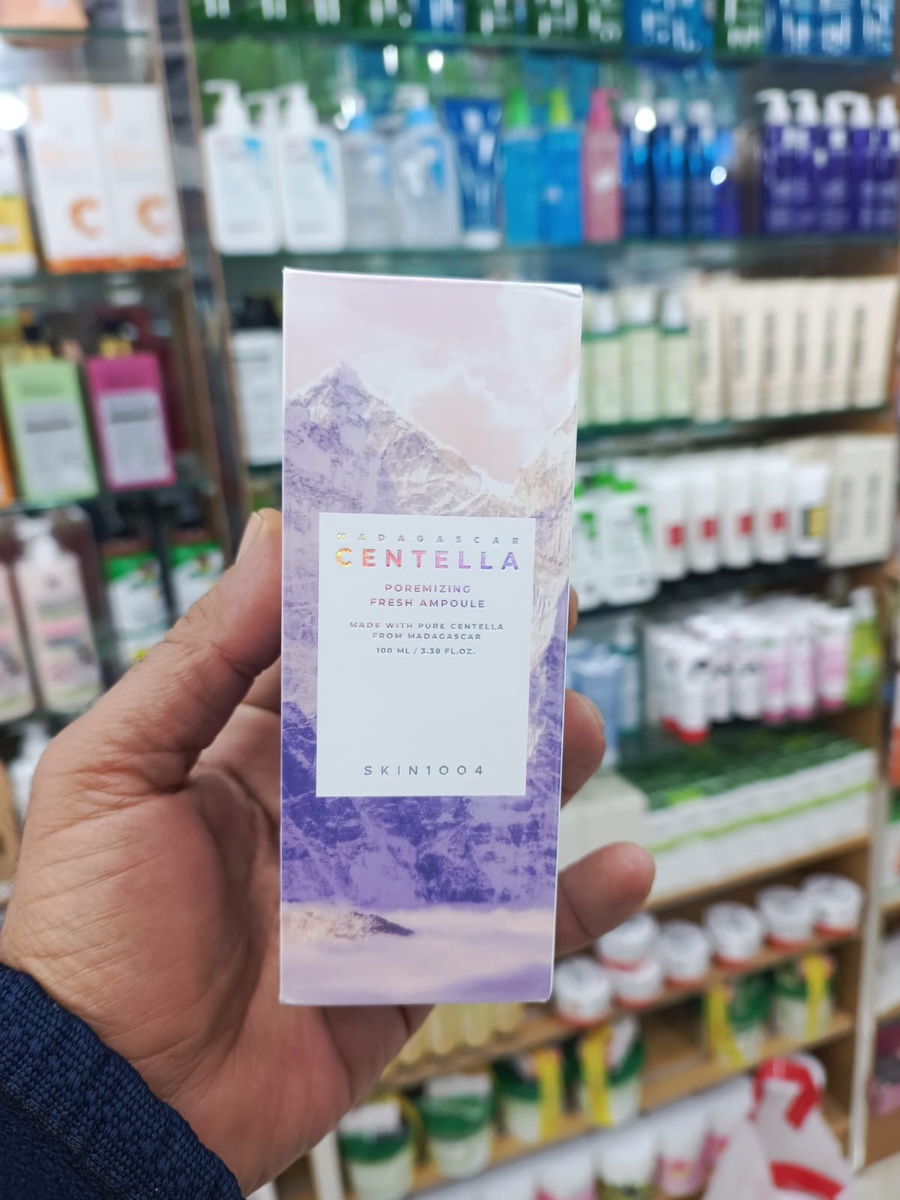 MADAGASCAR
CENTELLA
POREMIZING
FRESH AMPOULE
MADE WITH PURE CENTELLA
FROM MADAGASCAR
100 ML / 3.38 FL.OZ.
SKIN1004